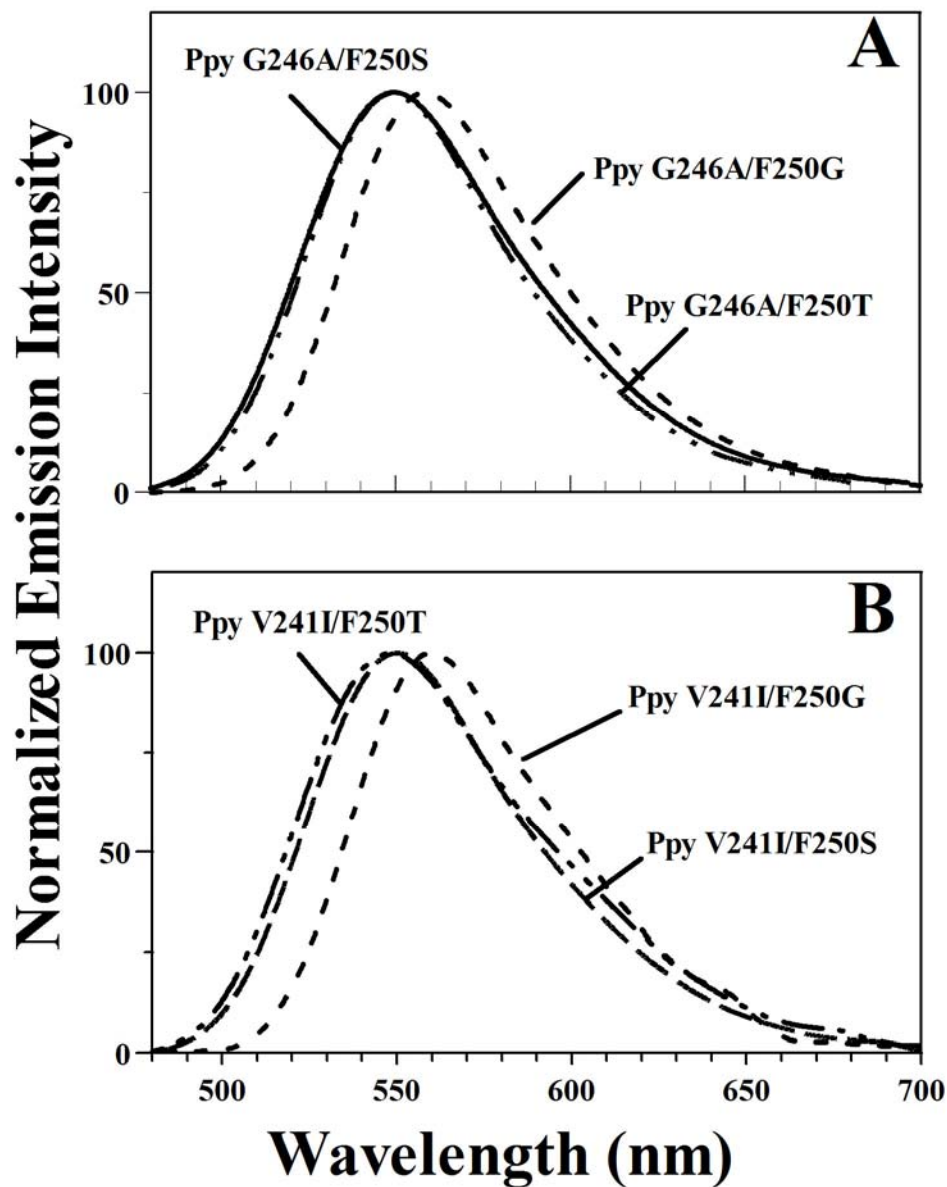 A
Ppy G246A/F250S
100
Ppy G246A/F250G
50
Ppy G246A/F250T
0
Normalized Emission Intensity
B
Ppy V241I/F250T
100
Ppy V241I/F250G
50
Ppy V241I/F250S
0
500 550 600 650 700
Wavelength (nm)